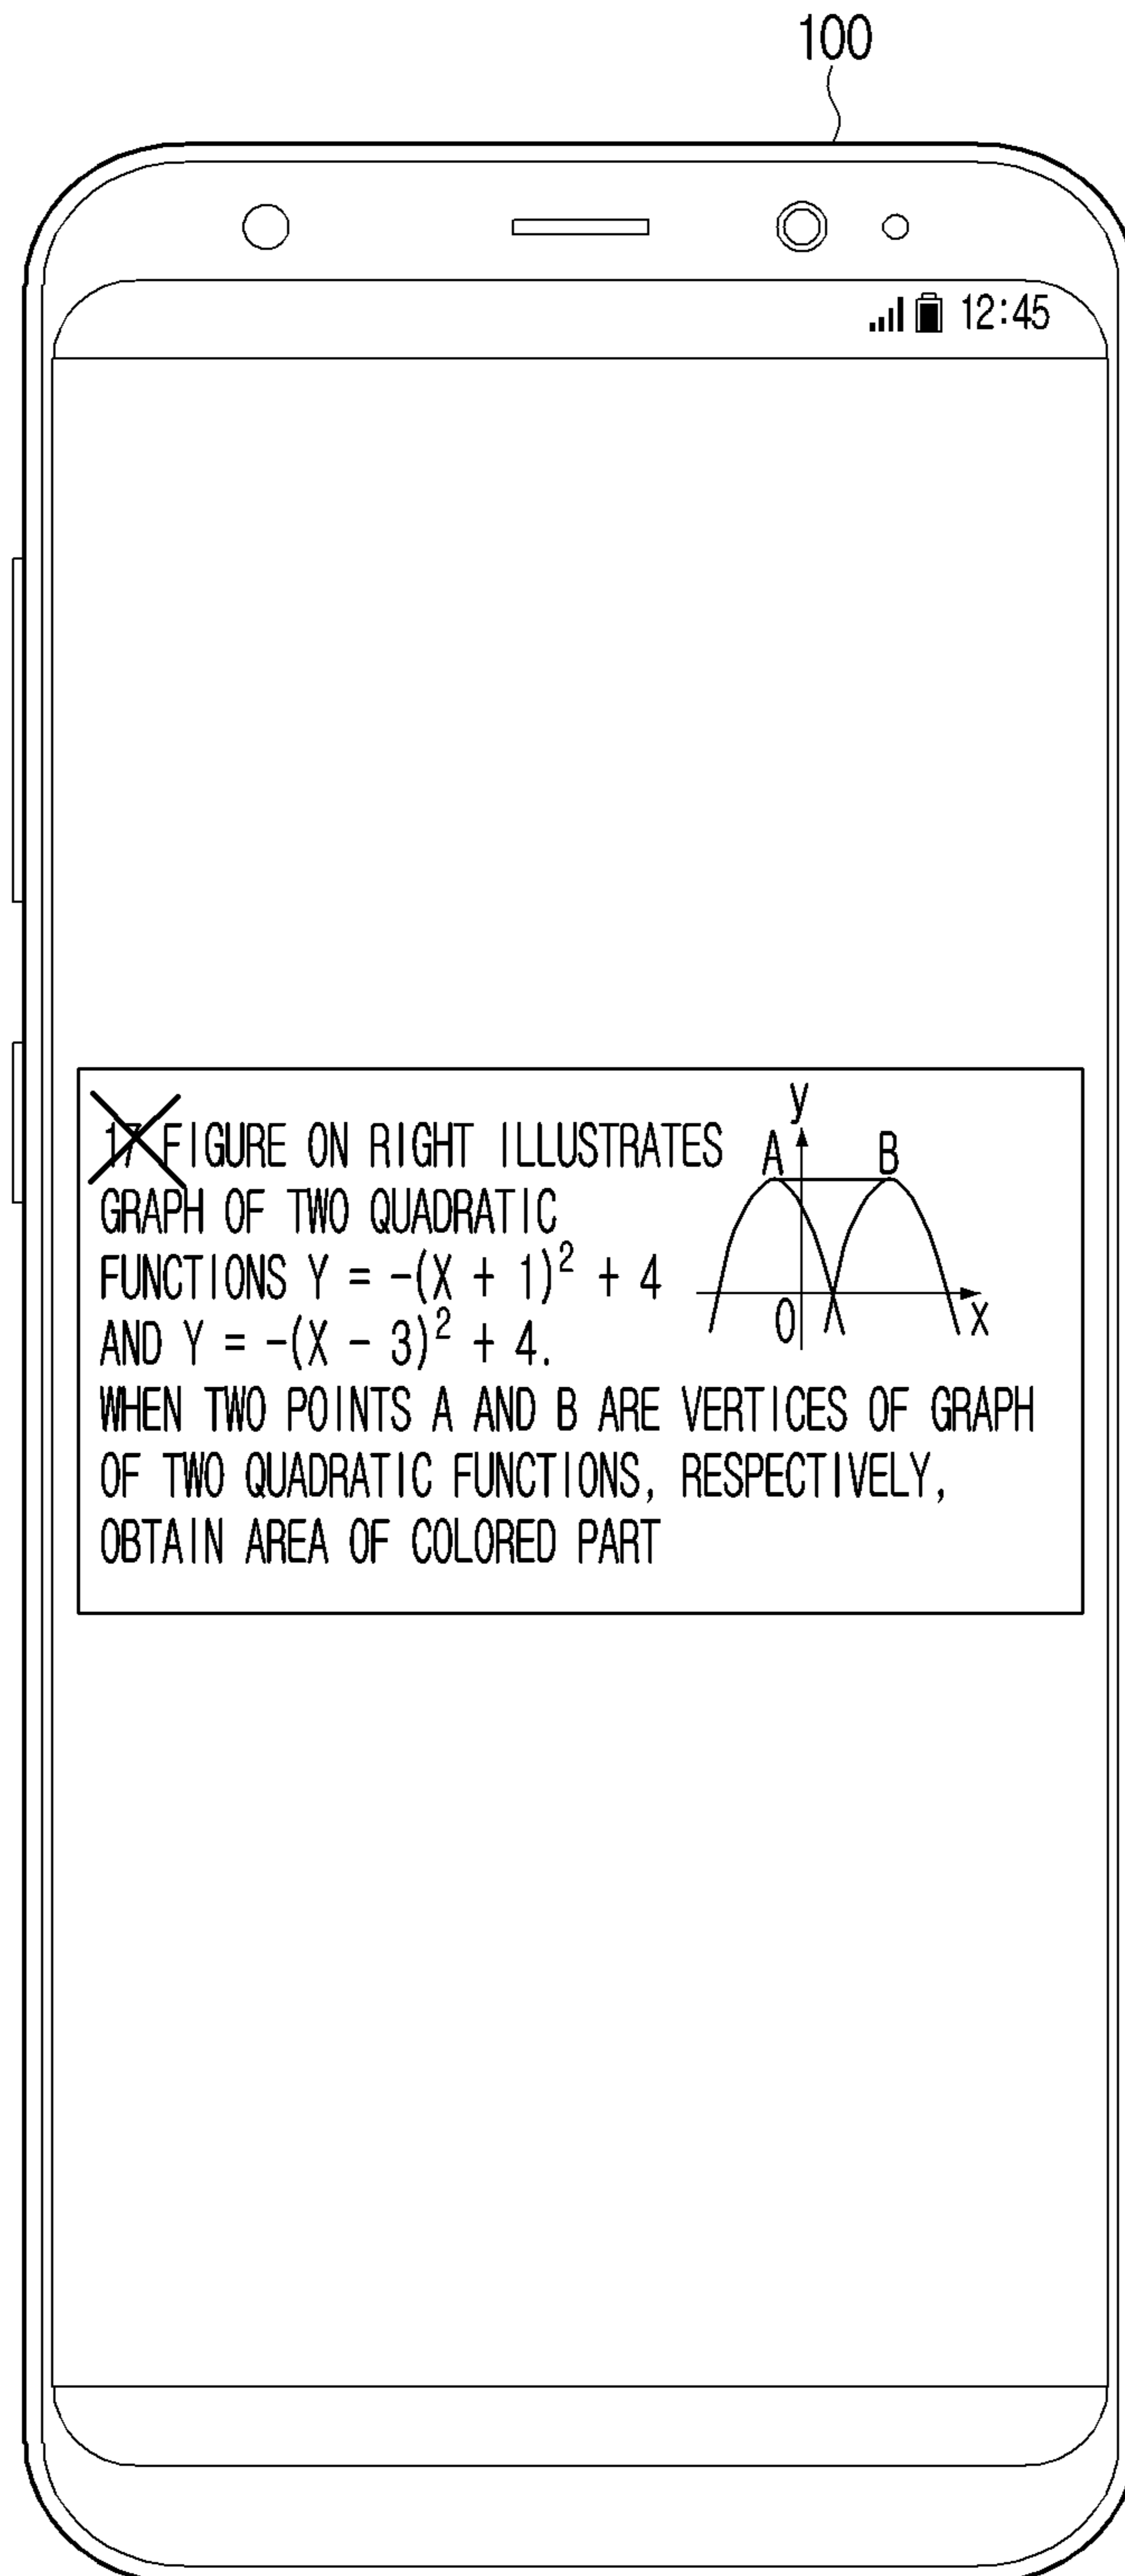 100
12:45
17 FIGURE ON RIGHT ILLUSTRATES
GRAPH OF TWO QUADRATIC
FUNCTIONS Y = -(X + 1)² + 4
AND Y = -(X - 3)² + 4.
WHEN TWO POINTS A AND B ARE VERTICES OF GRAPH
OF TWO QUADRATIC FUNCTIONS, RESPECTIVELY,
OBTAIN AREA OF COLORED PART
y
A B
O x